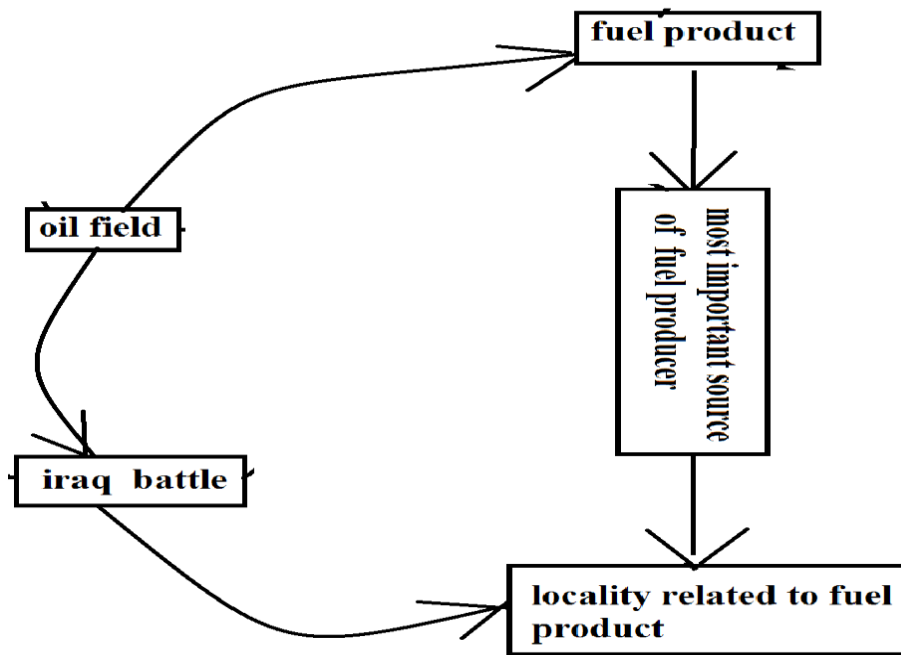 fuel product
oil field
most important source
of fuel producer
iraq battle
locality related to fuel
product